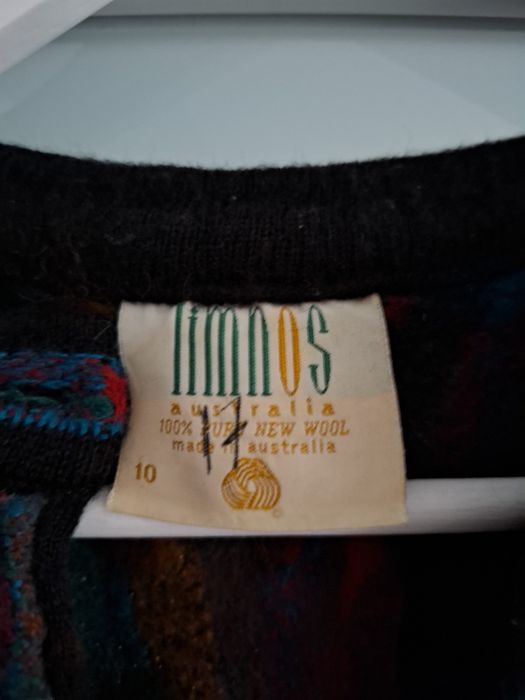 limnos
australia
100% PURE NEW WOOL
made in australia
10